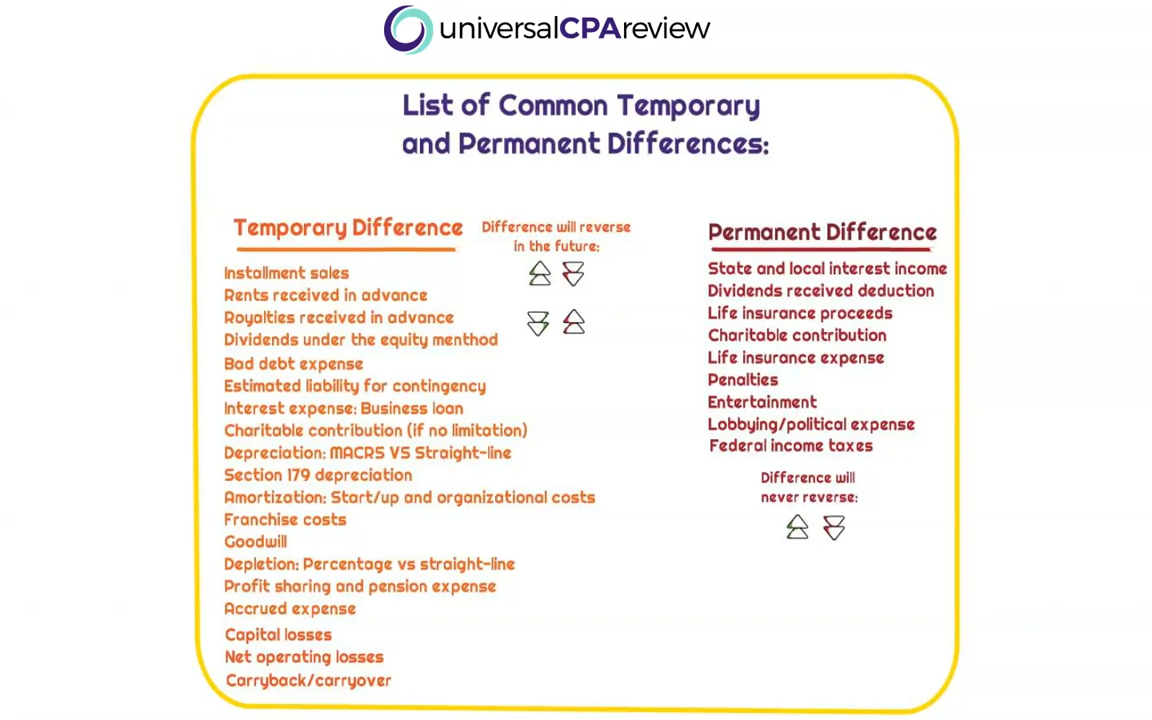 universalCPAreview
List of Common Temporary
and Permanent Differences:
Temporary Difference
Difference will reverse
in the future:
Installment sales
Rents received in advance
Royalties received in advance
Dividends under the equity menthod
Bad debt expense
Estimated liability for contingency
Interest expense: Business loan
Charitable contribution (if no limitation)
Depreciation: MACRS VS Straight-line
Section 179 depreciation
Amortization: Start/up and organizational costs
Franchise costs
Goodwill
Depletion: Percentage vs straight-line
Profit sharing and pension expense
Accrued expense
Capital losses
Net operating losses
Carryback/carryover
Permanent Difference
State and local interest income
Dividends received deduction
Life insurance proceeds
Charitable contribution
Life insurance expense
Penalties
Entertainment
Lobbying/political expense
Federal income taxes
Difference will
never reverse: